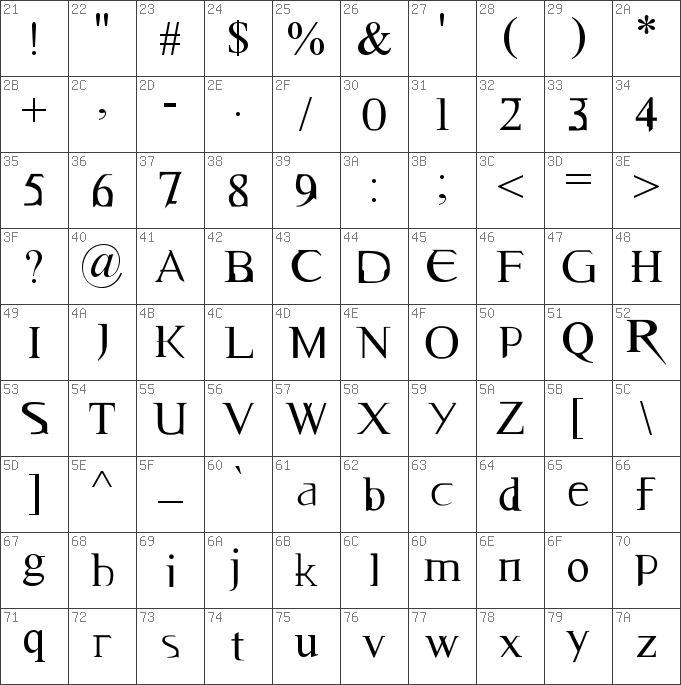 21 22 23 24 25 26 27 28 29 2A
! " # $ % & ' ( ) *
2B 2C 2D 2E 2F 30 31 32 33 34
+ , - . / 0 1 2 3 4
35 36 37 38 39 3A 3B 3C 3D 3E
5 6 7 8 9 : ; < = >
3F 40 41 42 43 44 45 46 47 48
? @ A B C D E F G H
49 4A 4B 4C 4D 4E 4F 50 51 52
I J K L M N O P Q R
53 54 55 56 57 58 59 5A 5B 5C
S T U V W X Y Z [ \
5D 5E 5F 60 61 62 63 64 65 66
] ^ _ ` a b c d e f
67 68 69 6A 6B 6C 6D 6E 6F 70
g h i j k l m n o p
71 72 73 74 75 76 77 78 79 7A
q r s t u v w x y z